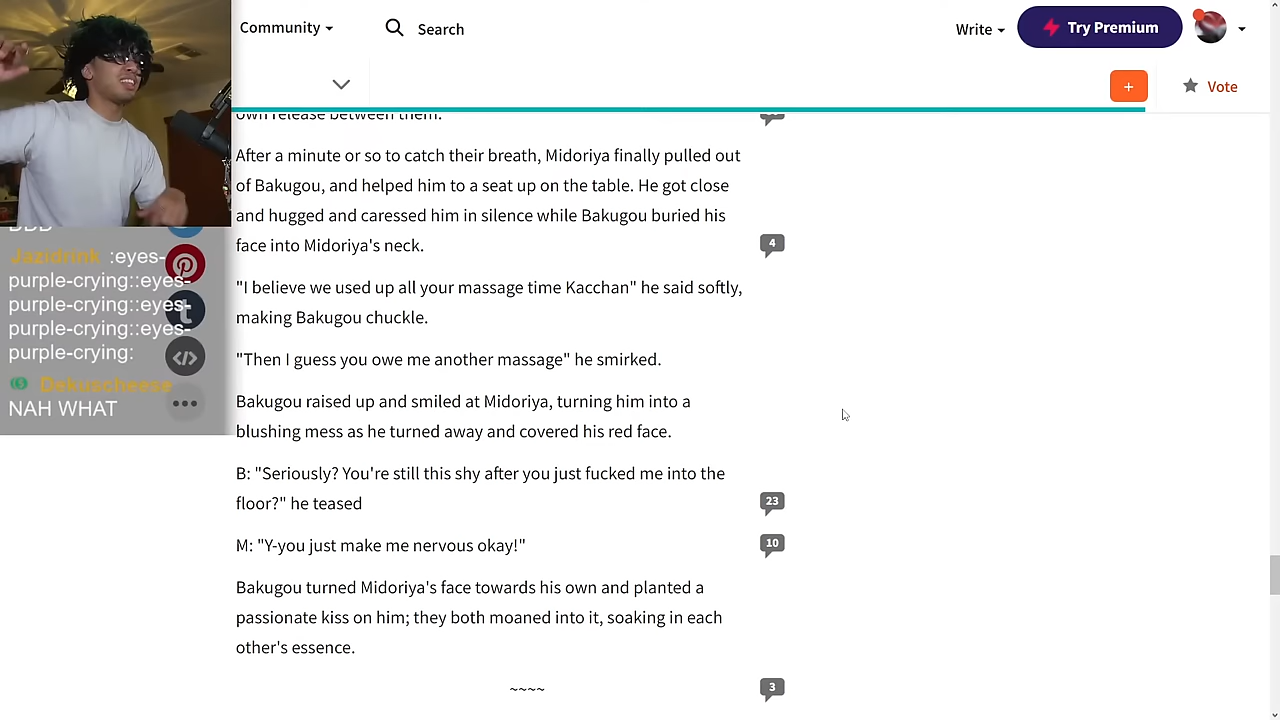 Community
Search
Write
Try Premium
+
Vote
own release between them.
After a minute or so to catch their breath, Midoriya finally pulled out
of Bakugou, and helped him to a seat up on the table. He got close
and hugged and caressed him in silence while Bakugou buried his
face into Midoriya's neck.
4
"I believe we used up all your massage time Kacchan" he said softly,
making Bakugou chuckle.
"Then I guess you owe me another massage" he smirked.
Bakugou raised up and smiled at Midoriya, turning him into a
blushing mess as he turned away and covered his red face.
B: "Seriously? You're still this shy after you just fucked me into the
floor?" he teased
23
M: "Y-you just make me nervous okay!"
10
Bakugou turned Midoriya's face towards his own and planted a
passionate kiss on him; they both moaned into it, soaking in each
other's essence.
~~~~
3
Jazidrink :eyes-
purple-crying::eyes-
purple-crying::eyes-
purple-crying::eyes-
purple-crying:
Dekuscheese
NAH WHAT